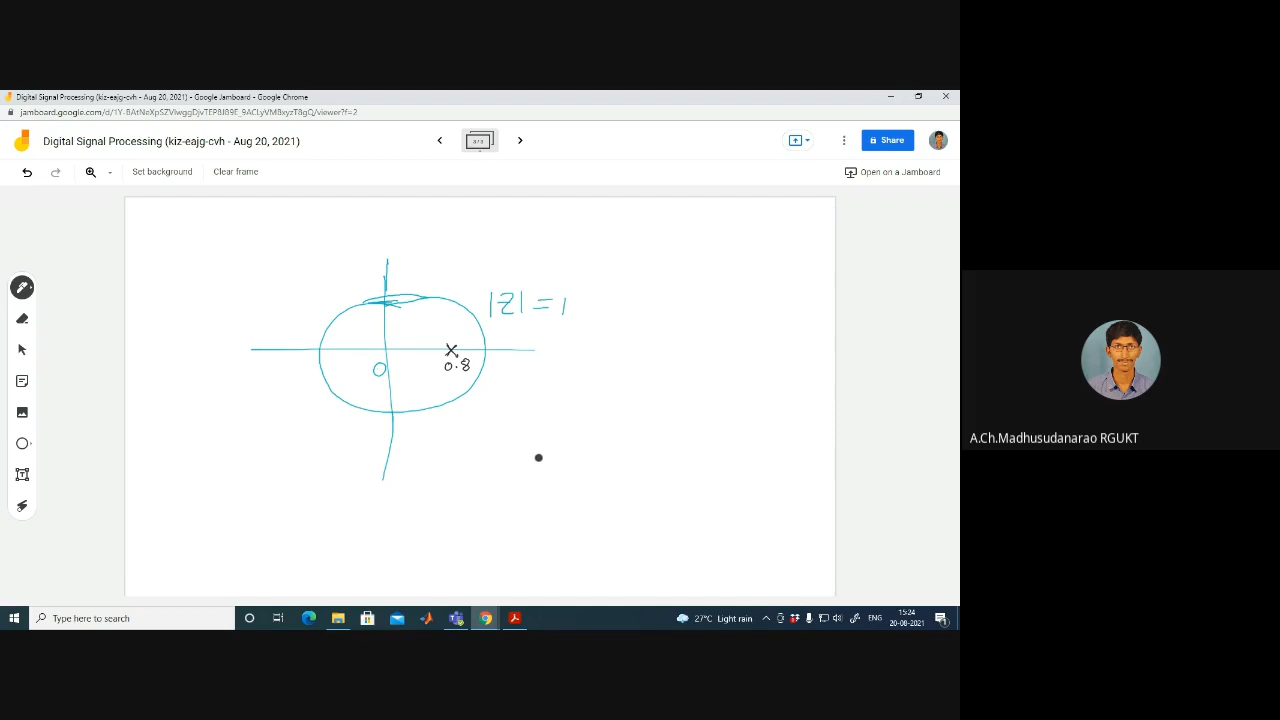 Digital Signal Processing (kiz-eajg-cvh - Aug 20, 2021) - Google Jamboard - Google Chrome
Digital Signal Processing (kiz-eajg-cvh - Aug 20, 2021)
Share
Set background
Clear frame
Open on a Jamboard
|Z| = 1
0
0.8
A.Ch.Madhusudanarao RGUKT
Type here to search
27°C Light rain
ENG
15:24
20-08-2021